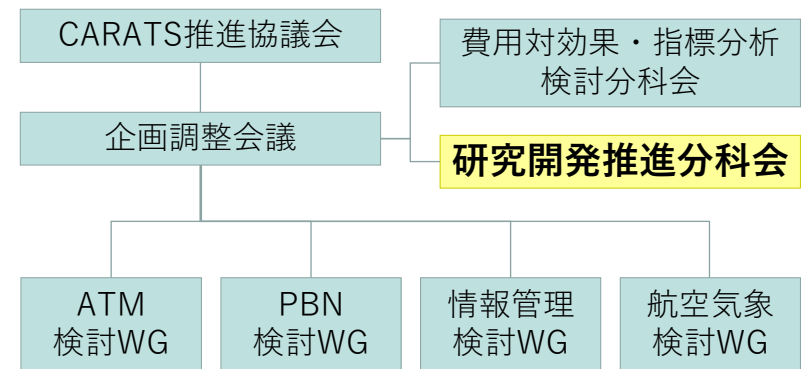 CARATS推進協議会
費用対効果・指標分析
検討分科会
企画調整会議
研究開発推進分科会
ATM
検討WG
PBN
検討WG
情報管理
検討WG
航空気象
検討WG